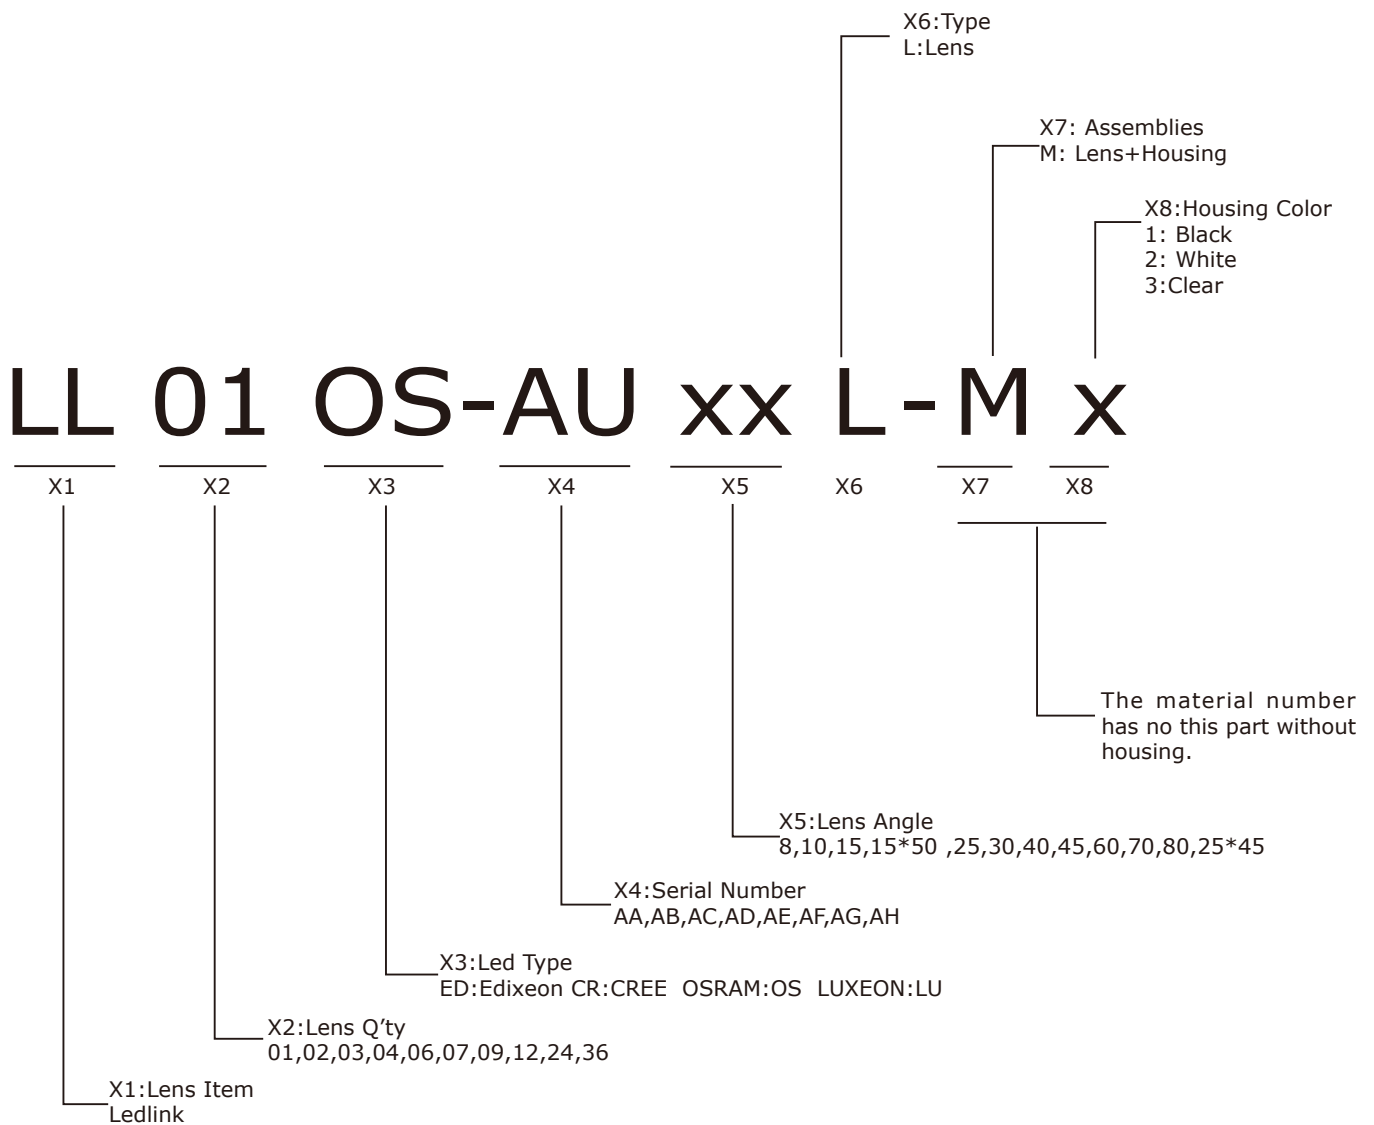 X6:Type
L:Lens
X7: Assemblies
M: Lens+Housing
X8:Housing Color
1: Black
2: White
3:Clear
LL 01 OS-AU xx L-M x
X1 X2 X3 X4 X5 X6 X7 X8
The material number
has no this part without
housing.
X5:Lens Angle
8,10,15,15*50 ,25,30,40,45,60,70,80,25*45
X4:Serial Number
AA,AB,AC,AD,AE,AF,AG,AH
X3:Led Type
ED:Edixeon CR:CREE OSRAM:OS LUXEON:LU
X2:Lens Q’ty
01,02,03,04,06,07,09,12,24,36
X1:Lens Item
Ledlink